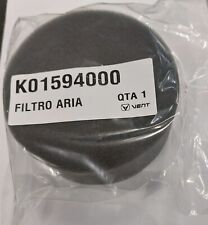 K01594000
FILTRO ARIA QTA 1
VENT